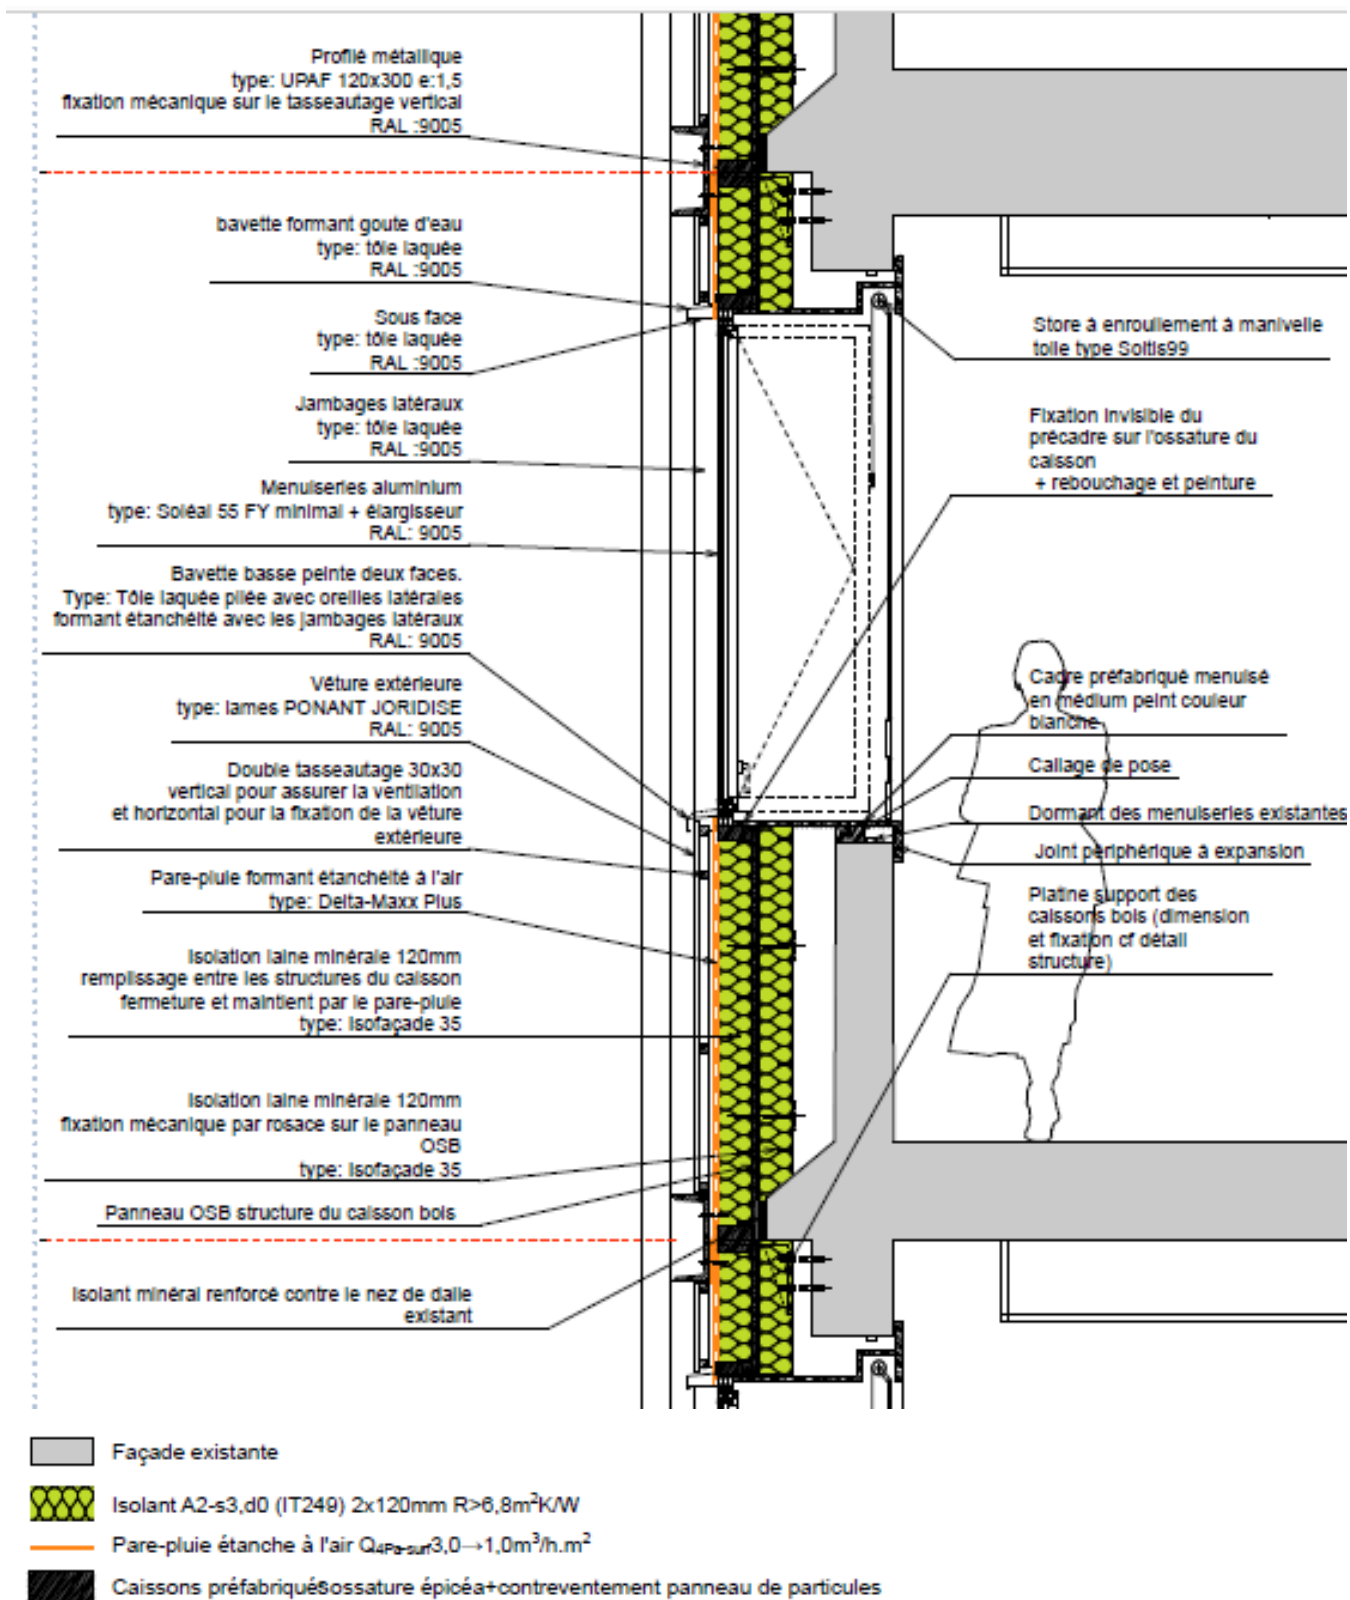 Profilé métallique
type: UPAF 120x300 e:1,5
fixation mécanique sur le tasseautage vertical
RAL :9005
bavette formant goute d'eau
type: tôle laquée
RAL :9005
Sous face
type: tôle laquée
RAL :9005
Jambages latéraux
type: tôle laquée
RAL :9005
Menuiseries aluminium
type: Soléal 55 FY minimal + élargisseur
RAL: 9005
Bavette basse peinte deux faces.
Type: Tôle laquée pliée avec oreilles latérales
formant étanchéité avec les jambages latéraux
RAL: 9005
Vêture extérieure
type: lames PONANT JORIDISE
RAL: 9005
Double tasseautage 30x30
vertical pour assurer la ventilation
et horizontal pour la fixation de la vêture
extérieure
Pare-pluie formant étanchéité à l'air
type: Delta-Maxx Plus
Isolation laine minérale 120mm
remplissage entre les structures du caisson
fermeture et maintient par le pare-pluie
type: Isofaçade 35
Isolation laine minérale 120mm
fixation mécanique par rosace sur le panneau
OSB
type: Isofaçade 35
Panneau OSB structure du caisson bois
Isolant minéral renforcé contre le nez de dalle
existant
Store à enroullement à manivelle
toile type Soltis99
Fixation invisible du
précadre sur l'ossature du
caisson
+ rebouchage et peinture
Cadre préfabriqué menuisé
en médium peint couleur
blanche
Callage de pose
Dormant des menuiseries existantes
Joint périphérique à expansion
Platine support des
caissons bois (dimension
et fixation cf détail
structure)
Façade existante
Isolant A2-s3,d0 (IT249) 2x120mm R>6,8m²K/W
Pare-pluie étanche à l'air Q4Pa-surf3,0→1,0m³/h.m²
Caissons préfabriqués ossature épicéa+contreventement panneau de particules